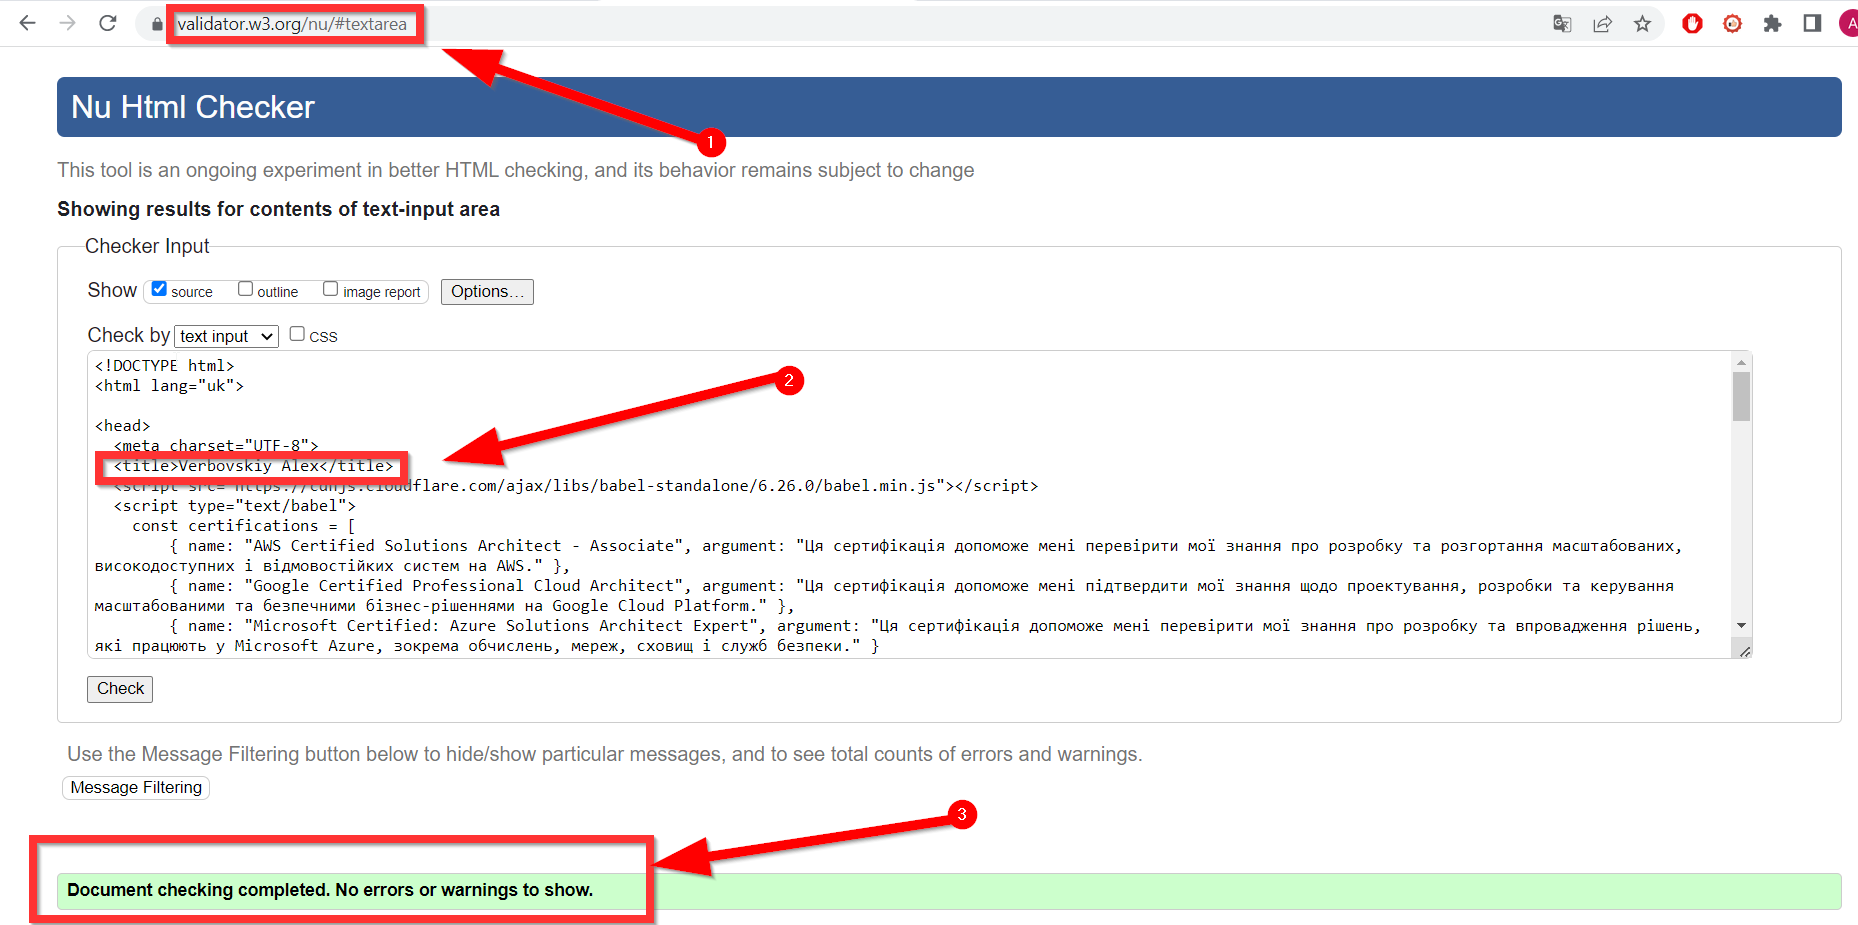 validator.w3.org/nu/#textarea
A
Nu Html Checker
1
This tool is an ongoing experiment in better HTML checking, and its behavior remains subject to change
Showing results for contents of text-input area
Checker Input
Show source outline image report Options...
Check by text input CSS
<!DOCTYPE html>
<html lang="uk">
2
<head>
<meta charset="UTF-8">
<title>Verbovskiy Alex</title>
<script src="https://cdnjs.cloudflare.com/ajax/libs/babel-standalone/6.26.0/babel.min.js"></script>
<script type="text/babel">
const certifications = [
{ name: "AWS Certified Solutions Architect - Associate", argument: "Ця сертифікація допоможе мені перевірити мої знання про розробку та розгортання масштабованих,
високодоступних і відмовостійких систем на AWS." },
{ name: "Google Certified Professional Cloud Architect", argument: "Ця сертифікація допоможе мені підтвердити мої знання щодо проектування, розробки та керування
масштабованими та безпечними бізнес-рішеннями на Google Cloud Platform." },
{ name: "Microsoft Certified: Azure Solutions Architect Expert", argument: "Ця сертифікація допоможе мені перевірити мої знання про розробку та впровадження рішень,
які працюють у Microsoft Azure, зокрема обчислень, мереж, сховищ і служб безпеки." }
Check
Use the Message Filtering button below to hide/show particular messages, and to see total counts of errors and warnings.
Message Filtering
3
Document checking completed. No errors or warnings to show.